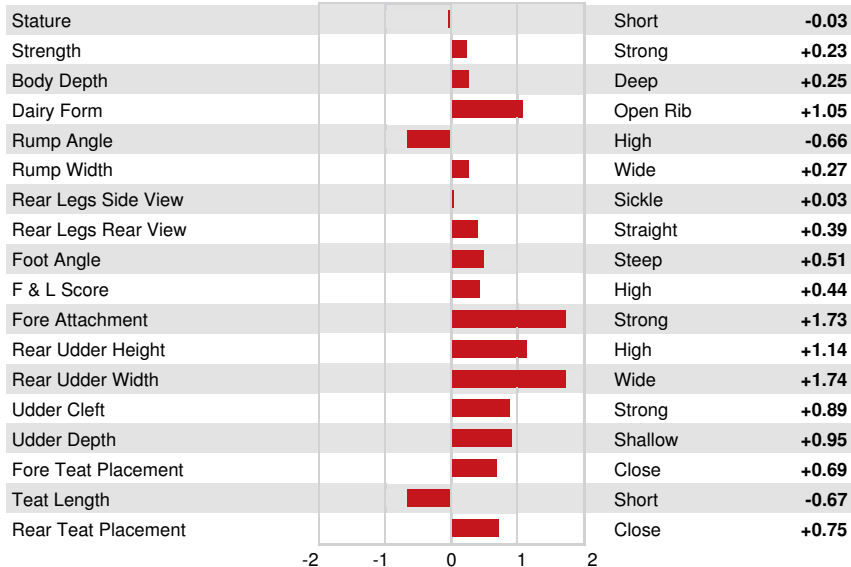 Stature Short -0.03
Strength Strong +0.23
Body Depth Deep +0.25
Dairy Form Open Rib +1.05
Rump Angle High -0.66
Rump Width Wide +0.27
Rear Legs Side View Sickle +0.03
Rear Legs Rear View Straight +0.39
Foot Angle Steep +0.51
F & L Score High +0.44
Fore Attachment Strong +1.73
Rear Udder Height High +1.14
Rear Udder Width Wide +1.74
Udder Cleft Strong +0.89
Udder Depth Shallow +0.95
Fore Teat Placement Close +0.69
Teat Length Short -0.67
Rear Teat Placement Close +0.75
-2 -1 0 1 2